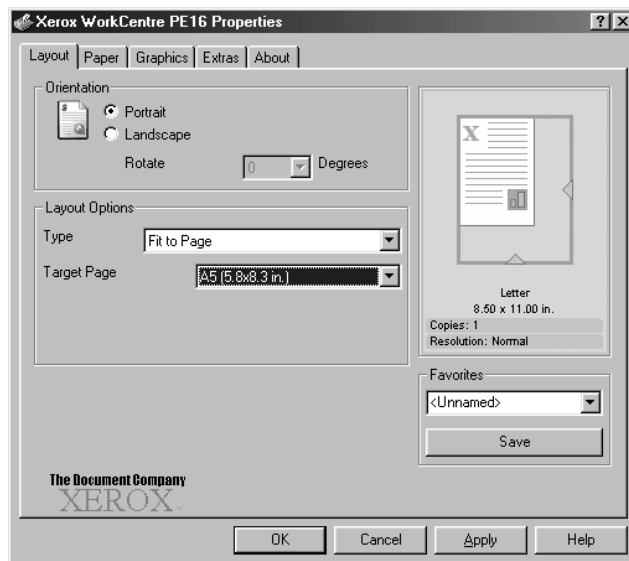 Xerox WorkCentre PE16 Properties
Layout Paper Graphics Extras About
Orientation
Portrait
Landscape
Rotate 0 Degrees
Layout Options
Type Fit to Page
Target Page A5 (5.8x8.3 in.)
X
Letter
8.50 x 11.00 in.
Copies: 1
Resolution: Normal
Favorites
<Unnamed>
Save
The Document Company
XEROX
OK Cancel Apply Help